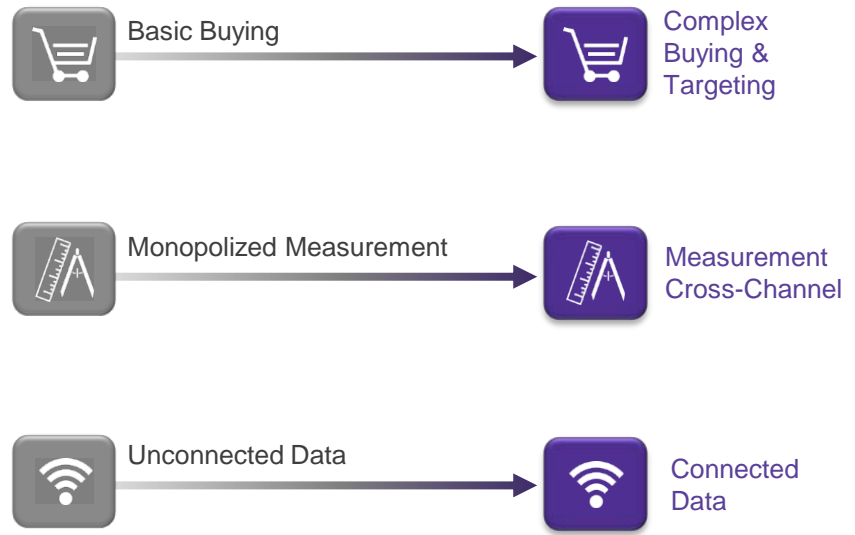 Basic Buying
Complex
Buying &
Targeting
Monopolized Measurement
Measurement
Cross-Channel
Unconnected Data
Connected
Data